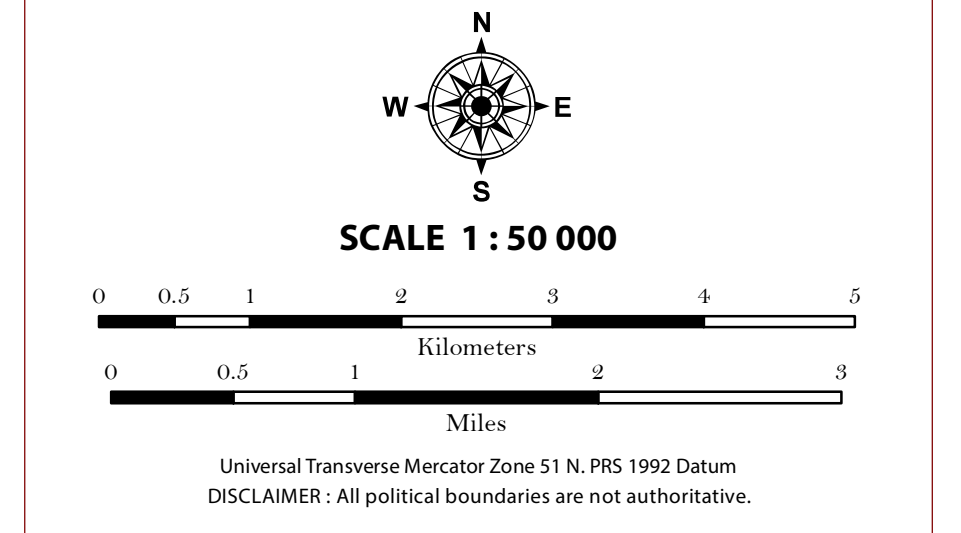 N
W E
S
SCALE 1 : 50 000
0 0.5 1 2 3 4 5
Kilometers
0 0.5 1 2 3
Miles
Universal Transverse Mercator Zone 51 N. PRS 1992 Datum
DISCLAIMER : All political boundaries are not authoritative.